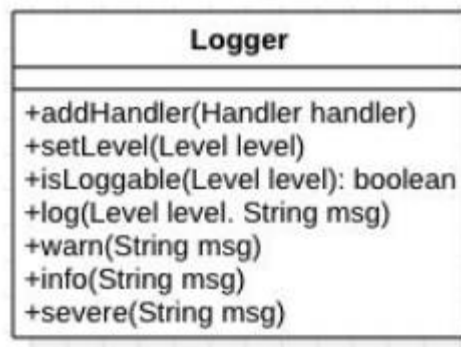 Logger
+addHandler(Handler handler)
+setLevel(Level level)
+isLoggable(Level level): boolean
+log(Level level. String msg)
+warn(String msg)
+info(String msg)
+severe(String msg)